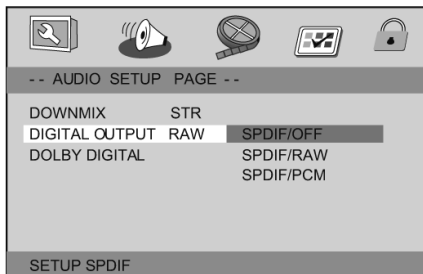 -- AUDIO SETUP PAGE --
DOWNMIX STR
DIGITAL OUTPUT RAW SPDIF/OFF
DOLBY DIGITAL SPDIF/RAW
SPDIF/PCM
SETUP SPDIF